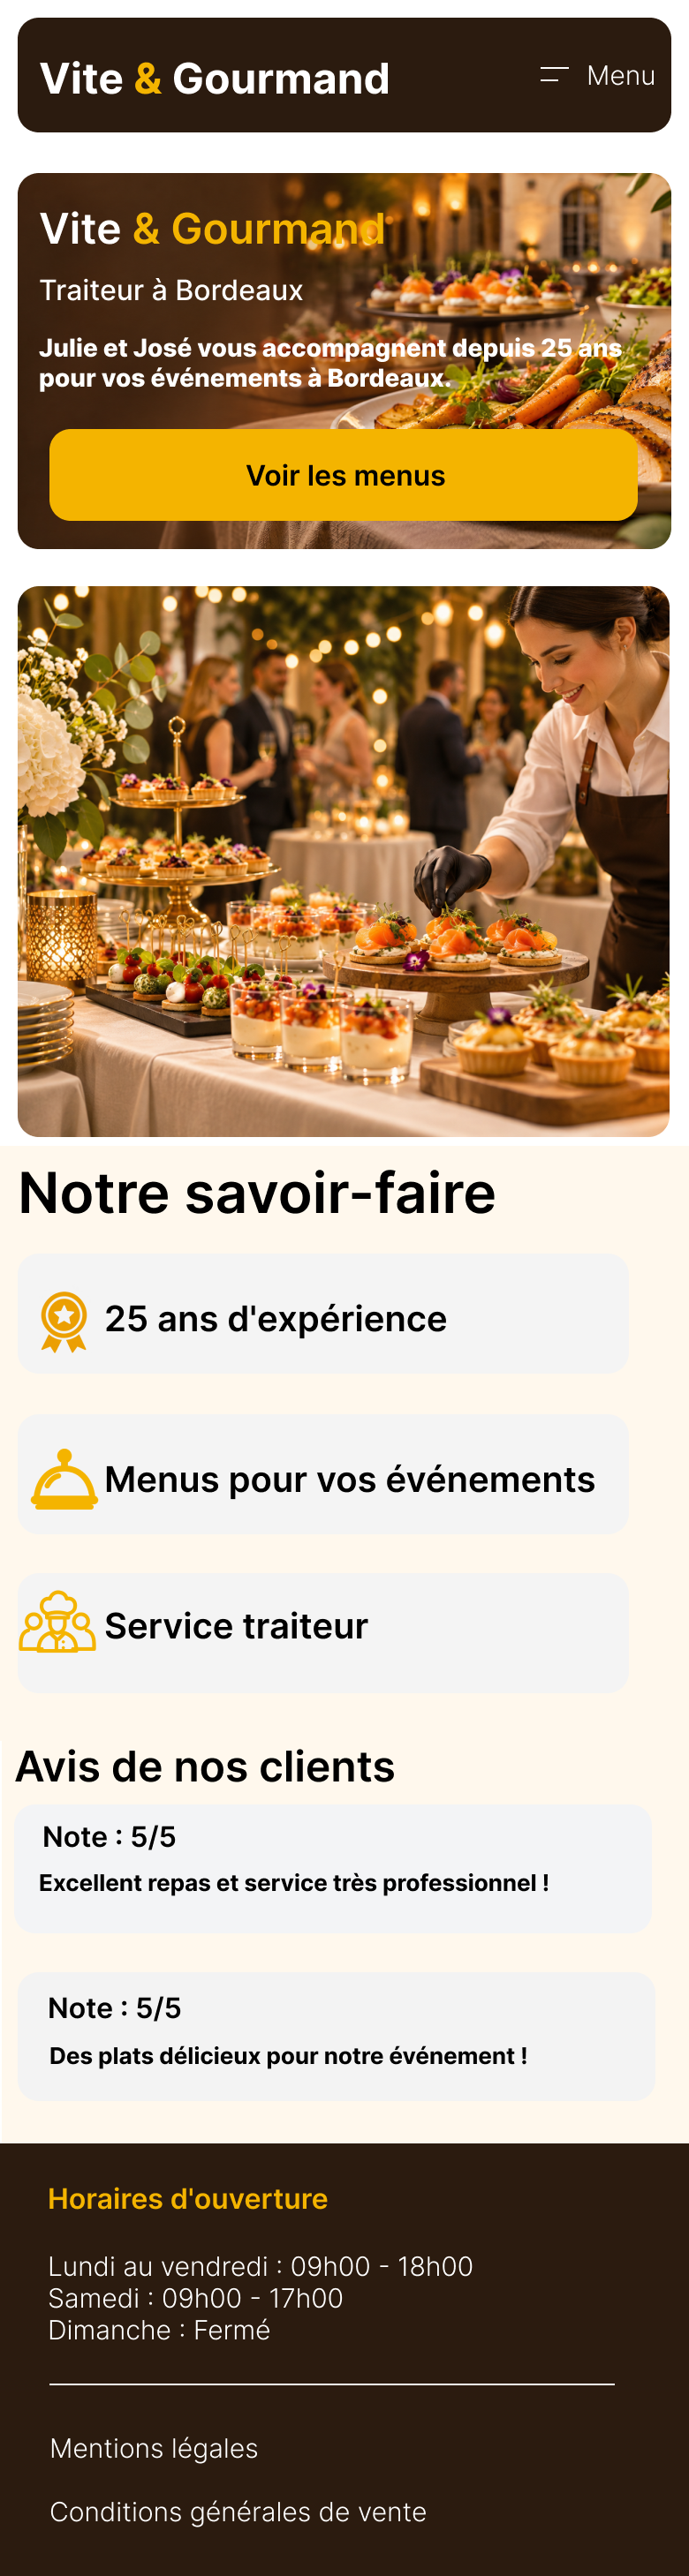 Vite & Gourmand
Menu
Vite & Gourmand
Traiteur à Bordeaux
Julie et José vous accompagnent depuis 25 ans
pour vos événements à Bordeaux.
Voir les menus
Notre savoir-faire
25 ans d'expérience
Menus pour vos événements
Service traiteur
Avis de nos clients
Note : 5/5
Excellent repas et service très professionnel !
Note : 5/5
Des plats délicieux pour notre événement !
Horaires d'ouverture
Lundi au vendredi : 09h00 - 18h00
Samedi : 09h00 - 17h00
Dimanche : Fermé
Mentions légales
Conditions générales de vente